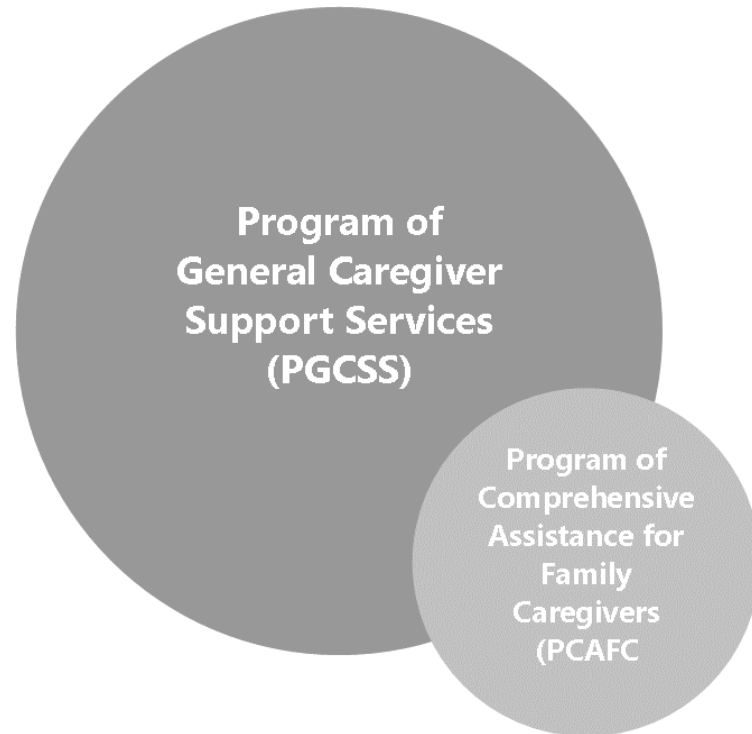 Program of
General Caregiver
Support Services
(PGCSS)
Program of
Comprehensive
Assistance for
Family
Caregivers
(PCAFC